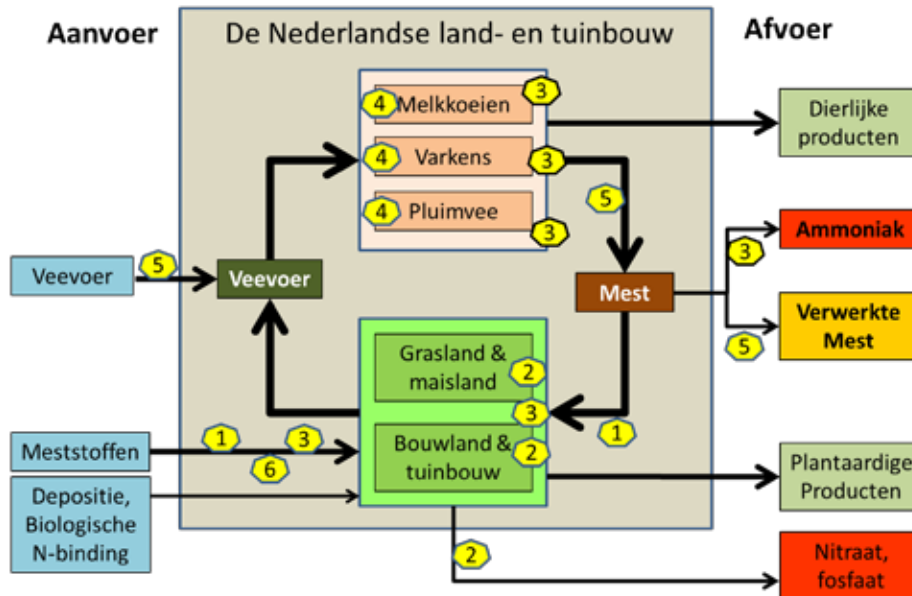 Aanvoer
De Nederlandse land- en tuinbouw
Afvoer
4
Melkkoeien
3
4
Varkens
3
4
Pluimvee
3
5
Dierlijke
producten
Ammoniak
3
Veevoer
5
Veevoer
Mest
Verwerkte
Mest
5
Grasland &
maisland
2
3
1
Meststoffen
1
3
6
Bouwland &
tuinbouw
2
Plantaardige
Producten
Depositie,
Biologische
N-binding
2
Nitraat,
fosfaat